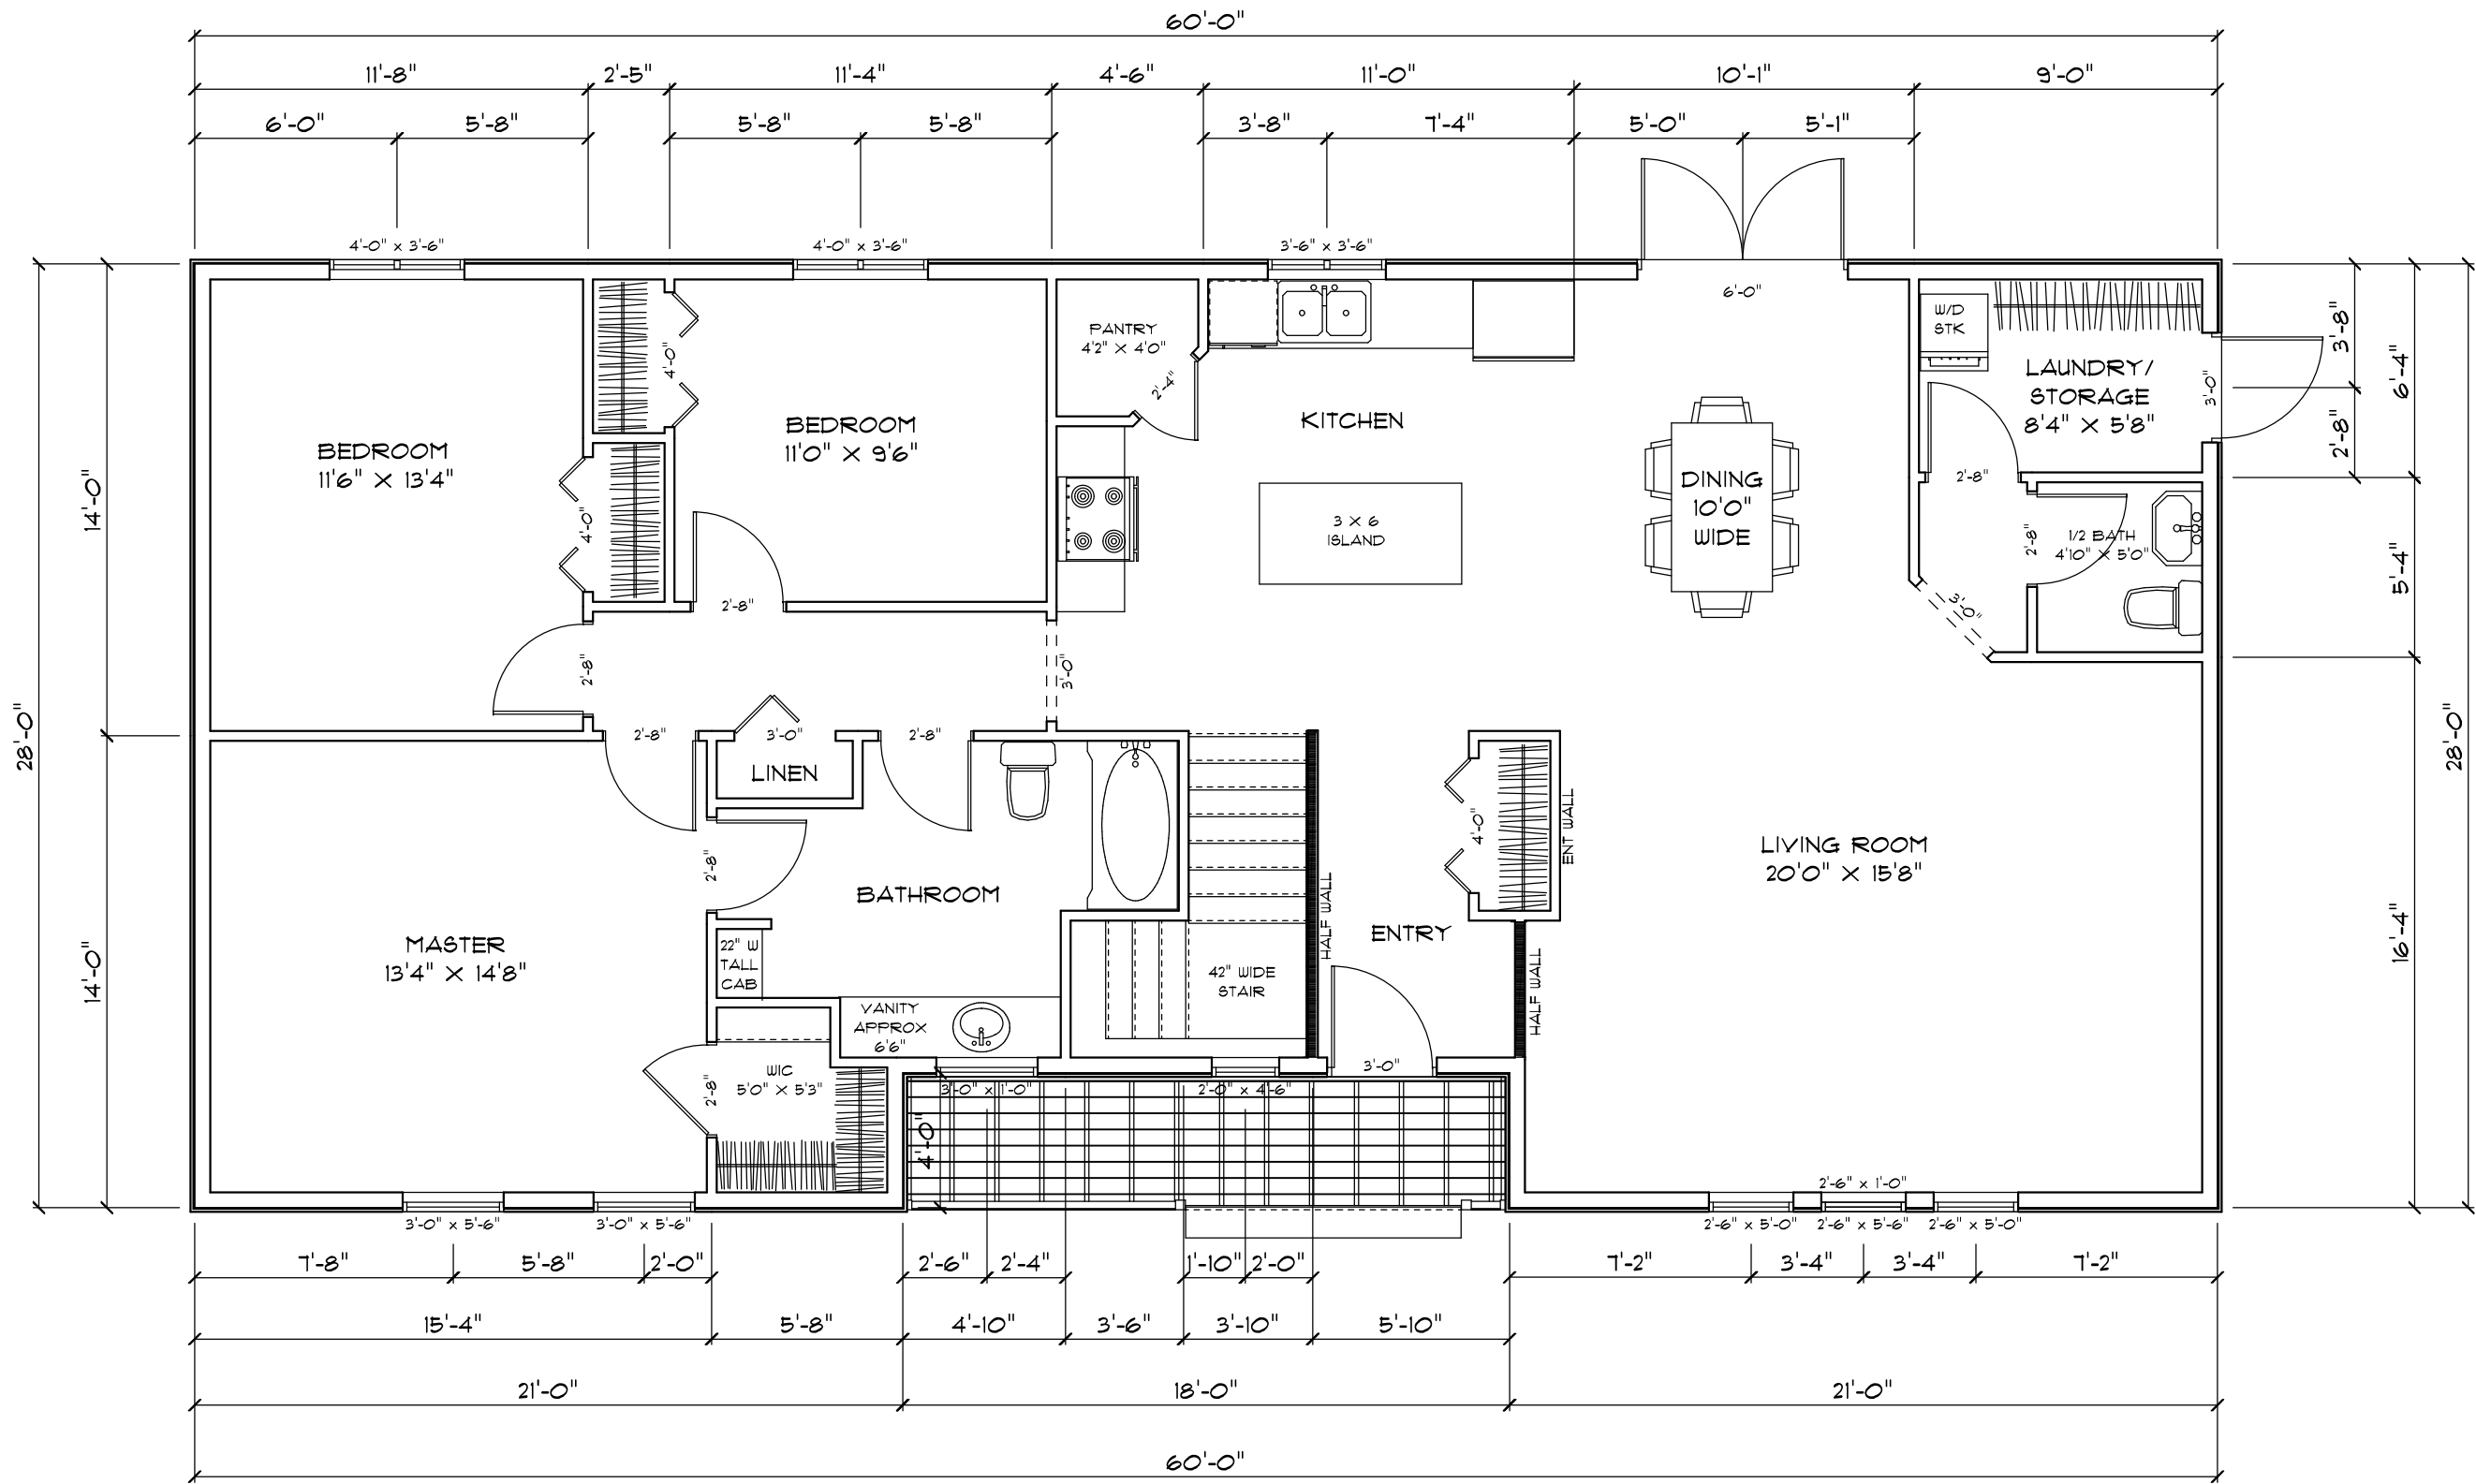 60'-0"
11'-8" 2'-5" 11'-4" 4'-6" 11'-0" 10'-1" 9'-0"
6'-0" 5'-8" 5'-8" 5'-8" 3'-8" 7'-4" 5'-0" 5'-1"
4'-0" x 3'-6" 4'-0" x 3'-6" 3'-6" x 3'-6"
6'-0"
W/D
STK
PANTRY
4'2" X 4'0"
2'-4"
4'-0"
LAUNDRY/
STORAGE
8'4" X 5'8"
3'-0"
3'-8"
2'-8"
6'-4"
BEDROOM
11'6" X 13'4"
BEDROOM
11'0" X 9'6"
KITCHEN
DINING
10'0"
WIDE
3 X 6
ISLAND
4'-0"
2'-8"
2'-8"
1/2 BATH
4'10" X 5'0"
5'-4"
14'-0"
28'-0"
2'-8"
3'-0"
2'-8"
3'-0"
2'-8"
3'-0"
2'-8"
LINEN
28'-0"
4'-0"
ENT WALL
LIVING ROOM
20'0" X 15'8"
2'-8"
BATHROOM
HALF WALL
ENTRY
HALF WALL
16'-4"
MASTER
13'4" X 14'8"
14'-0"
22" W
TALL
CAB
42" WIDE
STAIR
VANITY
APPROX
6'6"
WIC
5'0" X 5'3"
2'-8"
3'-0"
3'-0" x 1'-0" 2'-0" x 4'-6"
4'-0"
2'-6" x 1'-0"
3'-0" x 5'-6" 3'-0" x 5'-6" 2'-6" x 5'-0" 2'-6" x 5'-6" 2'-6" x 5'-0"
7'-8" 5'-8" 2'-0" 2'-6" 2'-4" 1'-10" 2'-0" 7'-2" 3'-4" 3'-4" 7'-2"
15'-4" 5'-8" 4'-10" 3'-6" 3'-10" 5'-10"
21'-0" 18'-0" 21'-0"
60'-0"